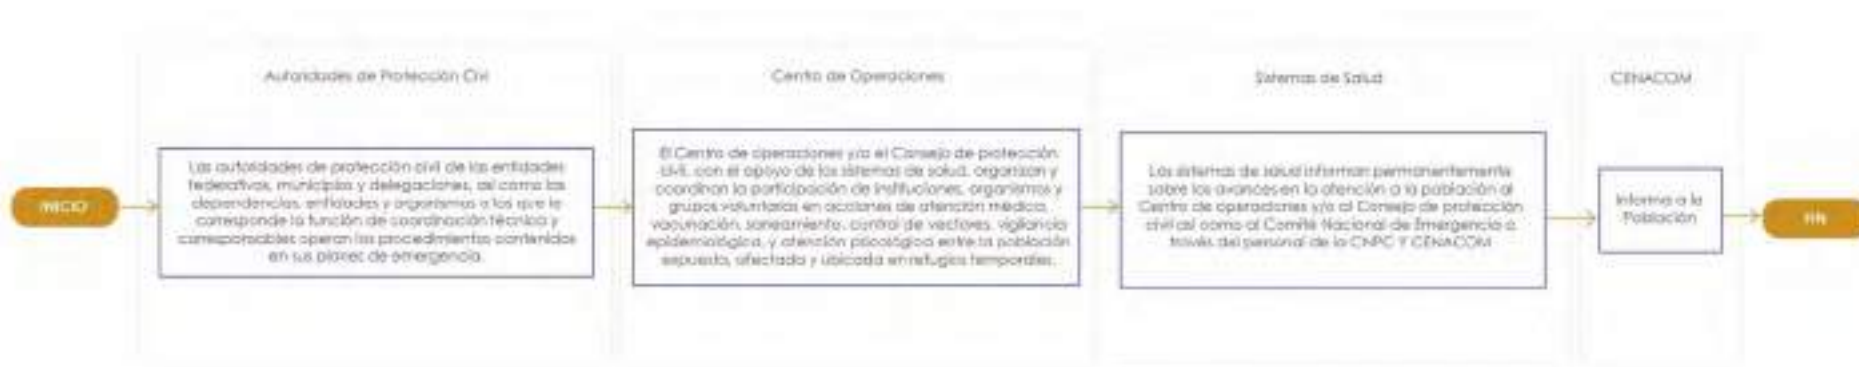 Autoridades de Protección Civil
Centro de Operaciones
Sistemas de Salud
CENACOM
INICIO
Las autoridades de protección civil de las entidades
federativas, municipios y delegaciones, así como las
dependencias, entidades y organismos a los que le
corresponde la función de coordinación técnica y
corresponsables operan los procedimientos contenidos
en sus planes de emergencia.
El Centro de operaciones y/o el Consejo de protección
civil, con el apoyo de los sistemas de salud, organizan y
coordinan la participación de instituciones, organismos y
grupos voluntarios en acciones de atención médica,
vacunación, saneamiento, control de vectores, vigilancia
epidemiológica, y atención psicológica entre la población
expuesta, afectada y ubicada en refugios temporales.
Los sistemas de salud informan permanentemente
sobre los avances en la atención a la población al
Centro de operaciones y/o al Consejo de protección
civil así como al Comité Nacional de Emergencia a
través del personal de la CNPC Y CENACOM
Informa a la
Población
FIN